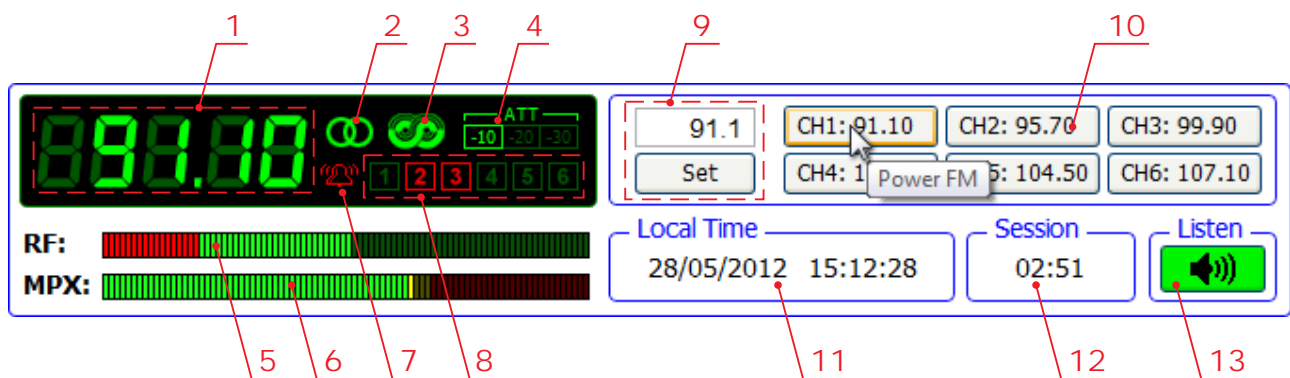 1 2 3 4 9 10
91.10
ATT
-10 -20 -30
1 2 3 4 5 6
RF:
MPX:
91.1
Set
CH1: 91.10 CH2: 95.70 CH3: 99.90
CH4: 1 5: 104.50 CH6: 107.10
Power FM
Local Time
28/05/2012 15:12:28
Session
02:51
Listen
5 6 7 8 11 12 13